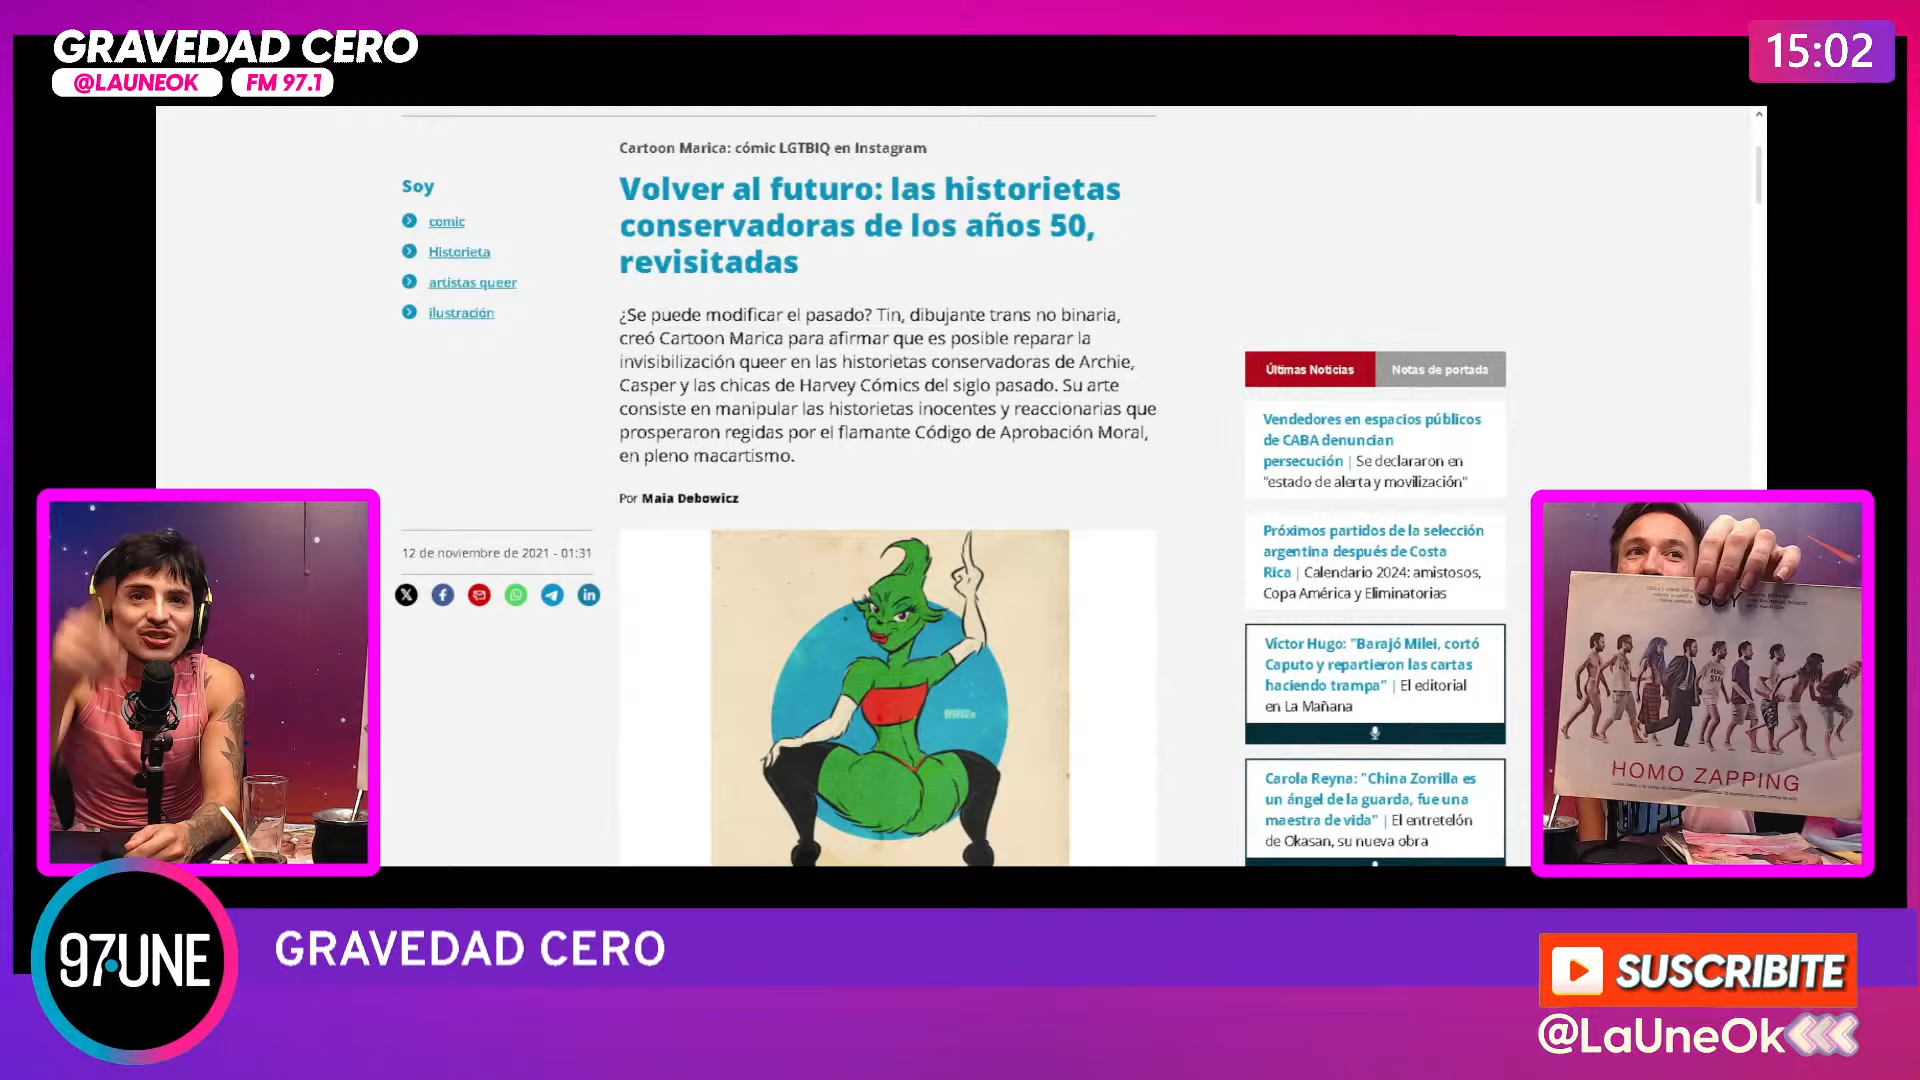 GRAVEDAD CERO
@LAUNEOK
FM 97.1
15:02
Cartoon Marica: cómic LGTBIQ en Instagram
Volver al futuro: las historietas
conservadoras de los años 50,
revisitadas
Soy
comic
Historieta
artistas queer
ilustración
¿Se puede modificar el pasado? Tin, dibujante trans no binaria,
creó Cartoon Marica para afirmar que es posible reparar la
invisibilización queer en las historietas conservadoras de Archie,
Casper y las chicas de Harvey Cómics del siglo pasado. Su arte
consiste en manipular las historietas inocentes y reaccionarias que
prosperaron regidas por el flamante Código de Aprobación Moral,
en pleno macartismo.
Por Maia Debowicz
12 de noviembre de 2021 - 01:31
Últimas Noticias
Notas de portada
Vendedores en espacios públicos
de CABA denuncian
persecución | Se declararon en
"estado de alerta y movilización"
Próximos partidos de la selección
argentina después de Costa
Rica | Calendario 2024: amistosos,
Copa América y Eliminatorias
Víctor Hugo: "Barajó Milei, cortó
Caputo y repartieron las cartas
haciendo trampa" | El editorial
en La Mañana
Carola Reyna: "China Zorrilla es
un ángel de la guarda, fue una
maestra de vida" | El entretelón
de Okasan, su nueva obra
SOY
HOMO ZAPPING
97UNE
GRAVEDAD CERO
SUSCRIBITE
@LaUneOk